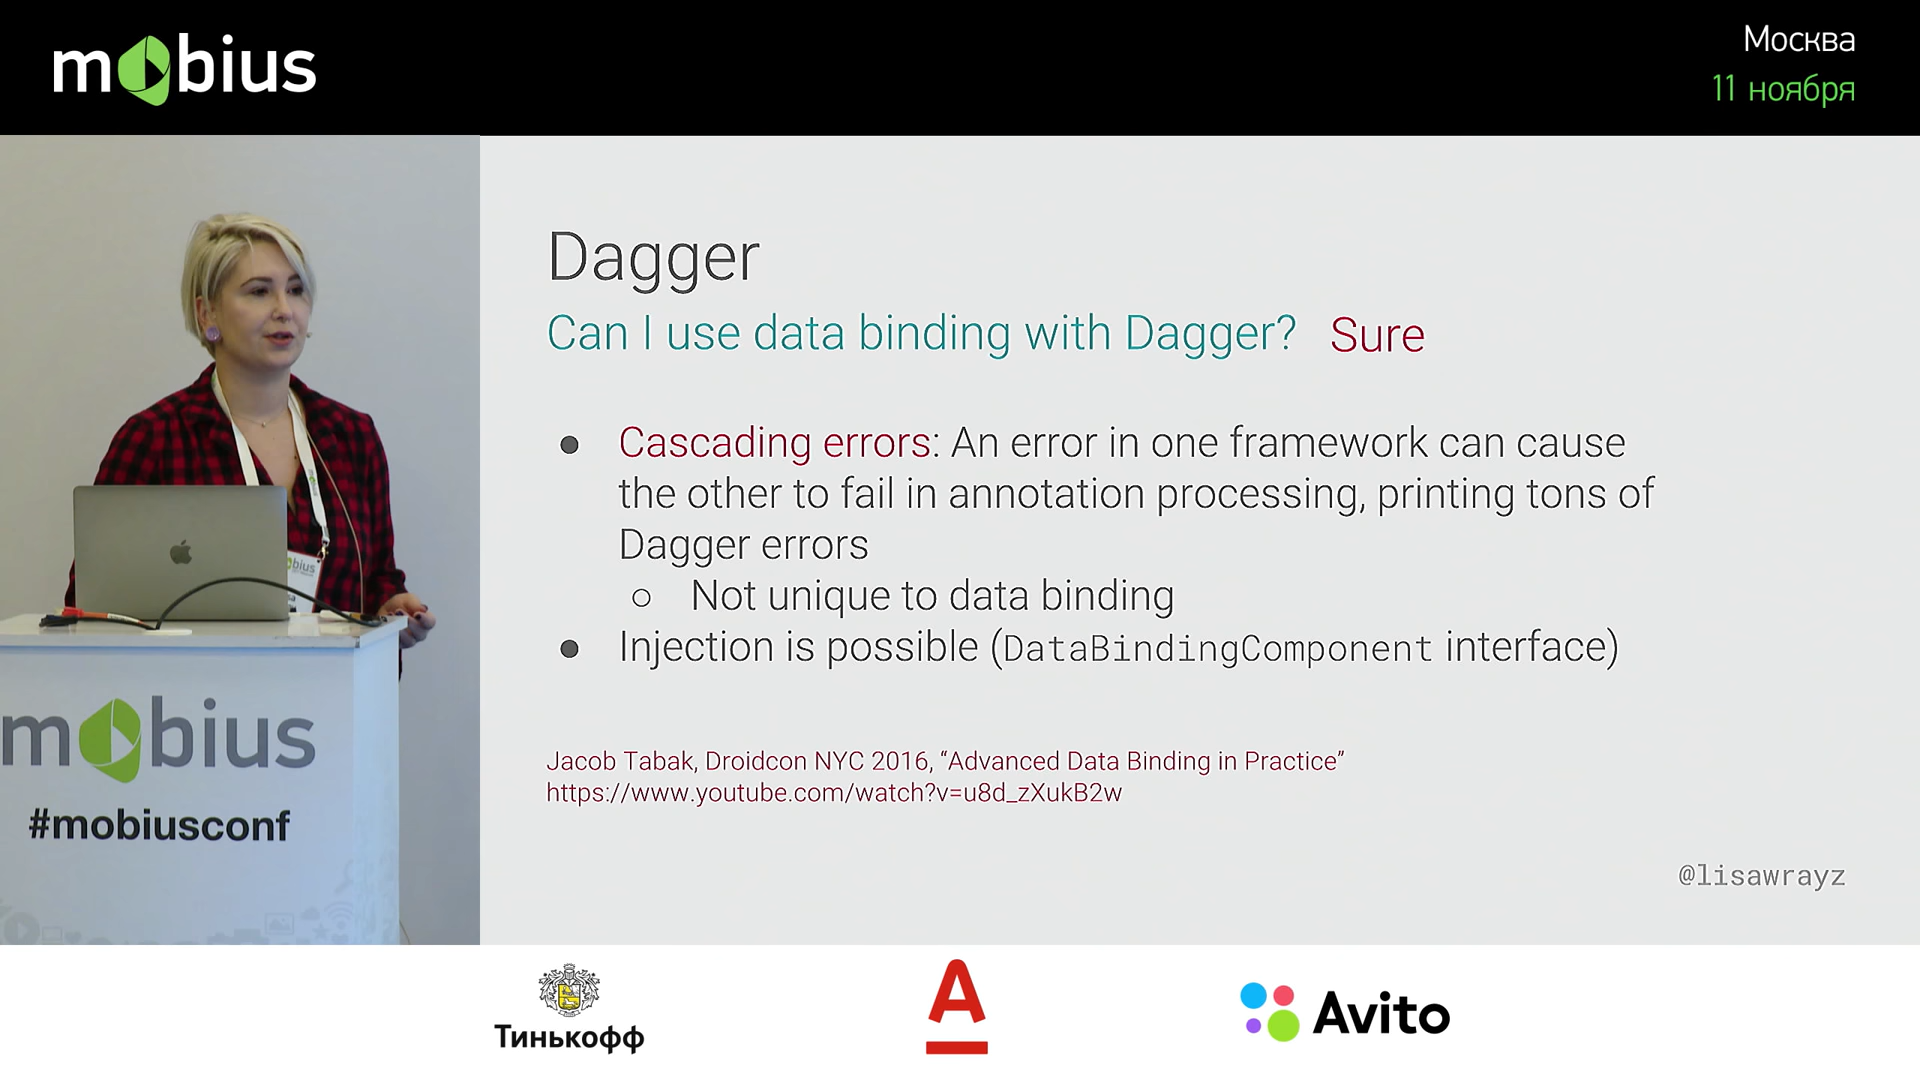 mobius
Москва
11 ноября
Dagger
Can I use data binding with Dagger? Sure
● Cascading errors: An error in one framework can cause
the other to fail in annotation processing, printing tons of
Dagger errors
○ Not unique to data binding
● Injection is possible (DataBindingComponent interface)
Jacob Tabak, Droidcon NYC 2016, “Advanced Data Binding in Practice”
https://www.youtube.com/watch?v=u8d_zXukB2w
@lisawrayz
mobius
#mobiusconf
Тинькофф
А
Avito